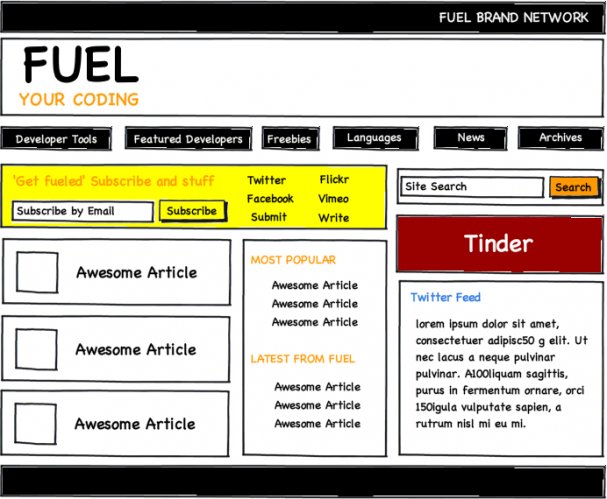 FUEL BRAND NETWORK
FUEL
YOUR CODING
Developer Tools
Featured Developers
Freebies
Languages
News
Archives
'Get fueled' Subscribe and stuff
Subscribe by Email
Subscribe
Twitter
Flickr
Facebook
Vimeo
Submit
Write
Site Search
Search
Tinder
Awesome Article
Awesome Article
Awesome Article
MOST POPULAR
Awesome Article
Awesome Article
Awesome Article
LATEST FROM FUEL
Awesome Article
Awesome Article
Awesome Article
Twitter Feed
lorem ipsum dolor sit amet,
consectetuer adipisc50 g elit. Ut
nec lacus a neque pulvinar
pulvinar. A100liquam sagittis,
purus in fermentum ornare, orci
150igula vulputate sapien, a
rutrum nisl mi eu mi.